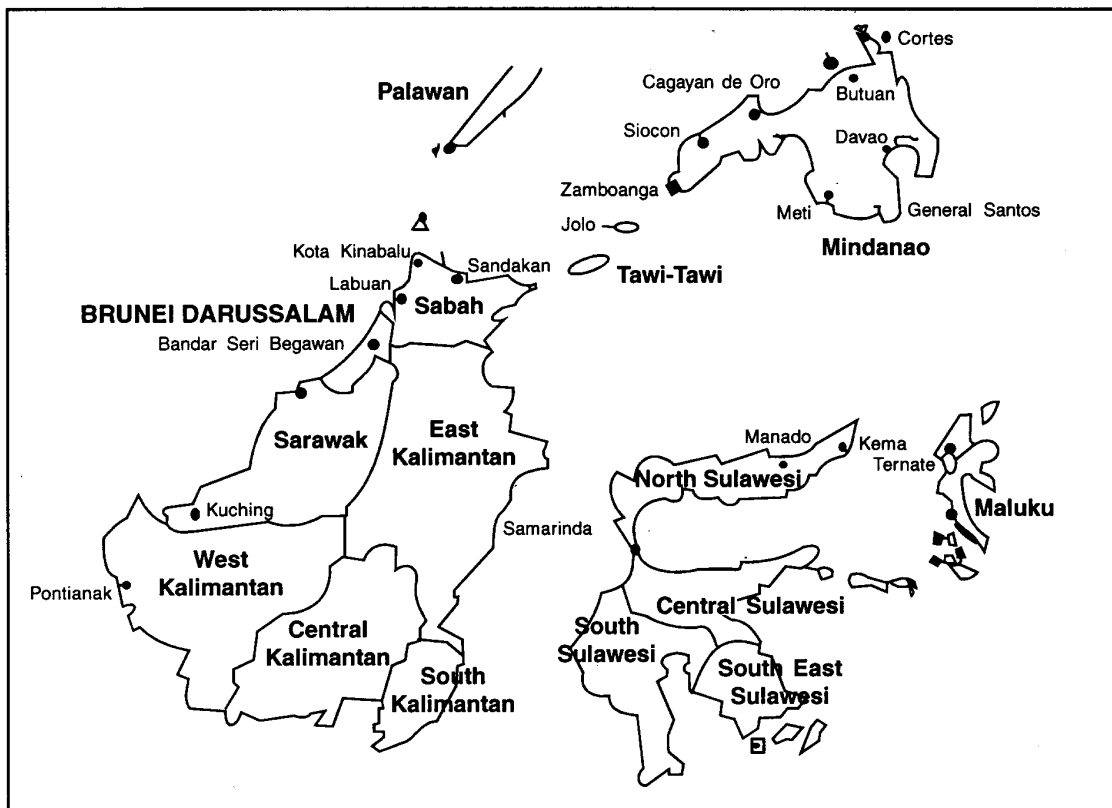 Cortes
Cagayan de Oro
Palawan
Butuan
Siocon
Davao
Zamboanga
Meti
General Santos
Jolo
Mindanao
Kota Kinabalu
Sandakan
Tawi-Tawi
Labuan
Sabah
BRUNEI DARUSSALAM
Bandar Seri Begawan
Sarawak
East
Kalimantan
Manado
Kema
Ternate
North Sulawesi
Maluku
Kuching
Samarinda
West
Kalimantan
Pontianak
Central Sulawesi
Central
Kalimantan
South
Sulawesi
South
Kalimantan
South East
Sulawesi